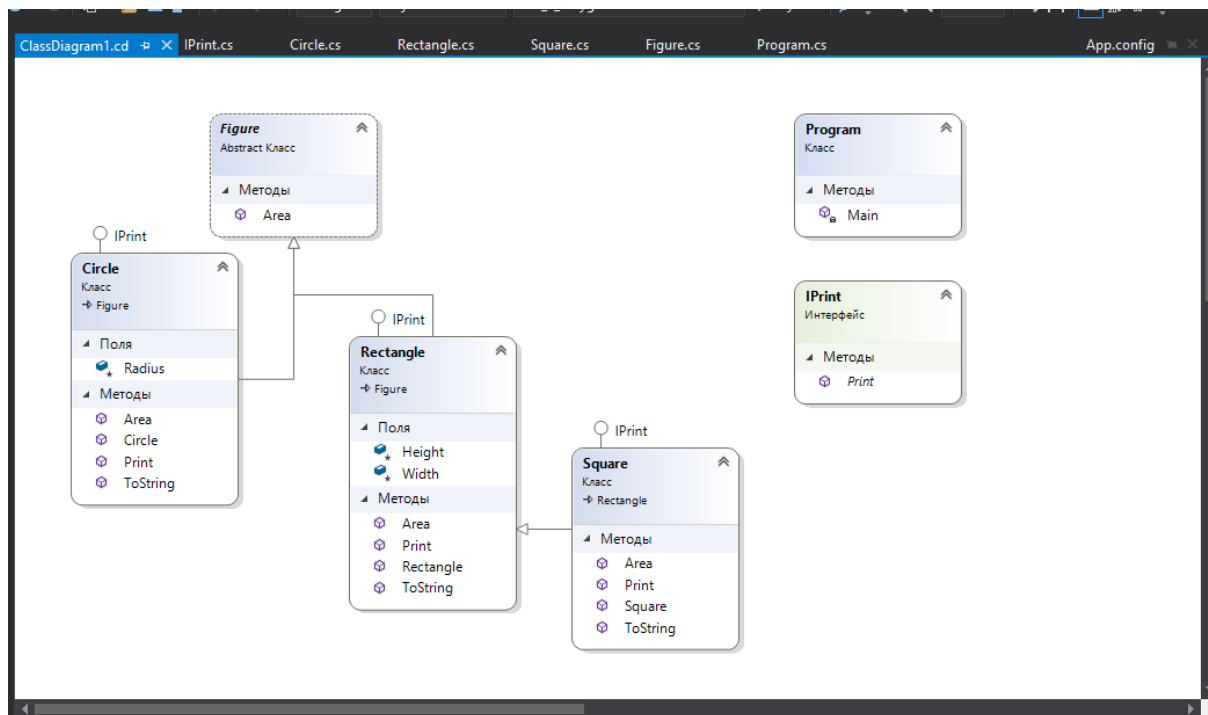 ClassDiagram1.cd IPrint.cs Circle.cs Rectangle.cs Square.cs Figure.cs Program.cs App.config
Figure
Abstract Класс
Методы
Area
IPrint
Circle
Класс
Figure
Поля
Radius
Методы
Area
Circle
Print
ToString
IPrint
Rectangle
Класс
Figure
Поля
Height
Width
Методы
Area
Print
Rectangle
ToString
IPrint
Square
Класс
Rectangle
Методы
Area
Print
Square
ToString
Program
Класс
Методы
Main
IPrint
Интерфейс
Методы
Print